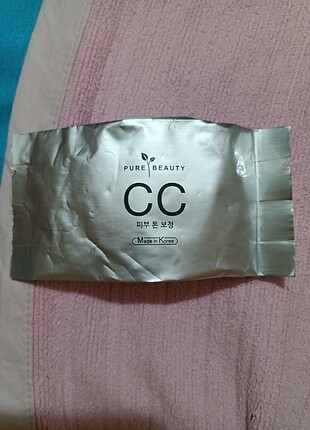 PURE BEAUTY
CC
피부 톤 보정
Made in Korea